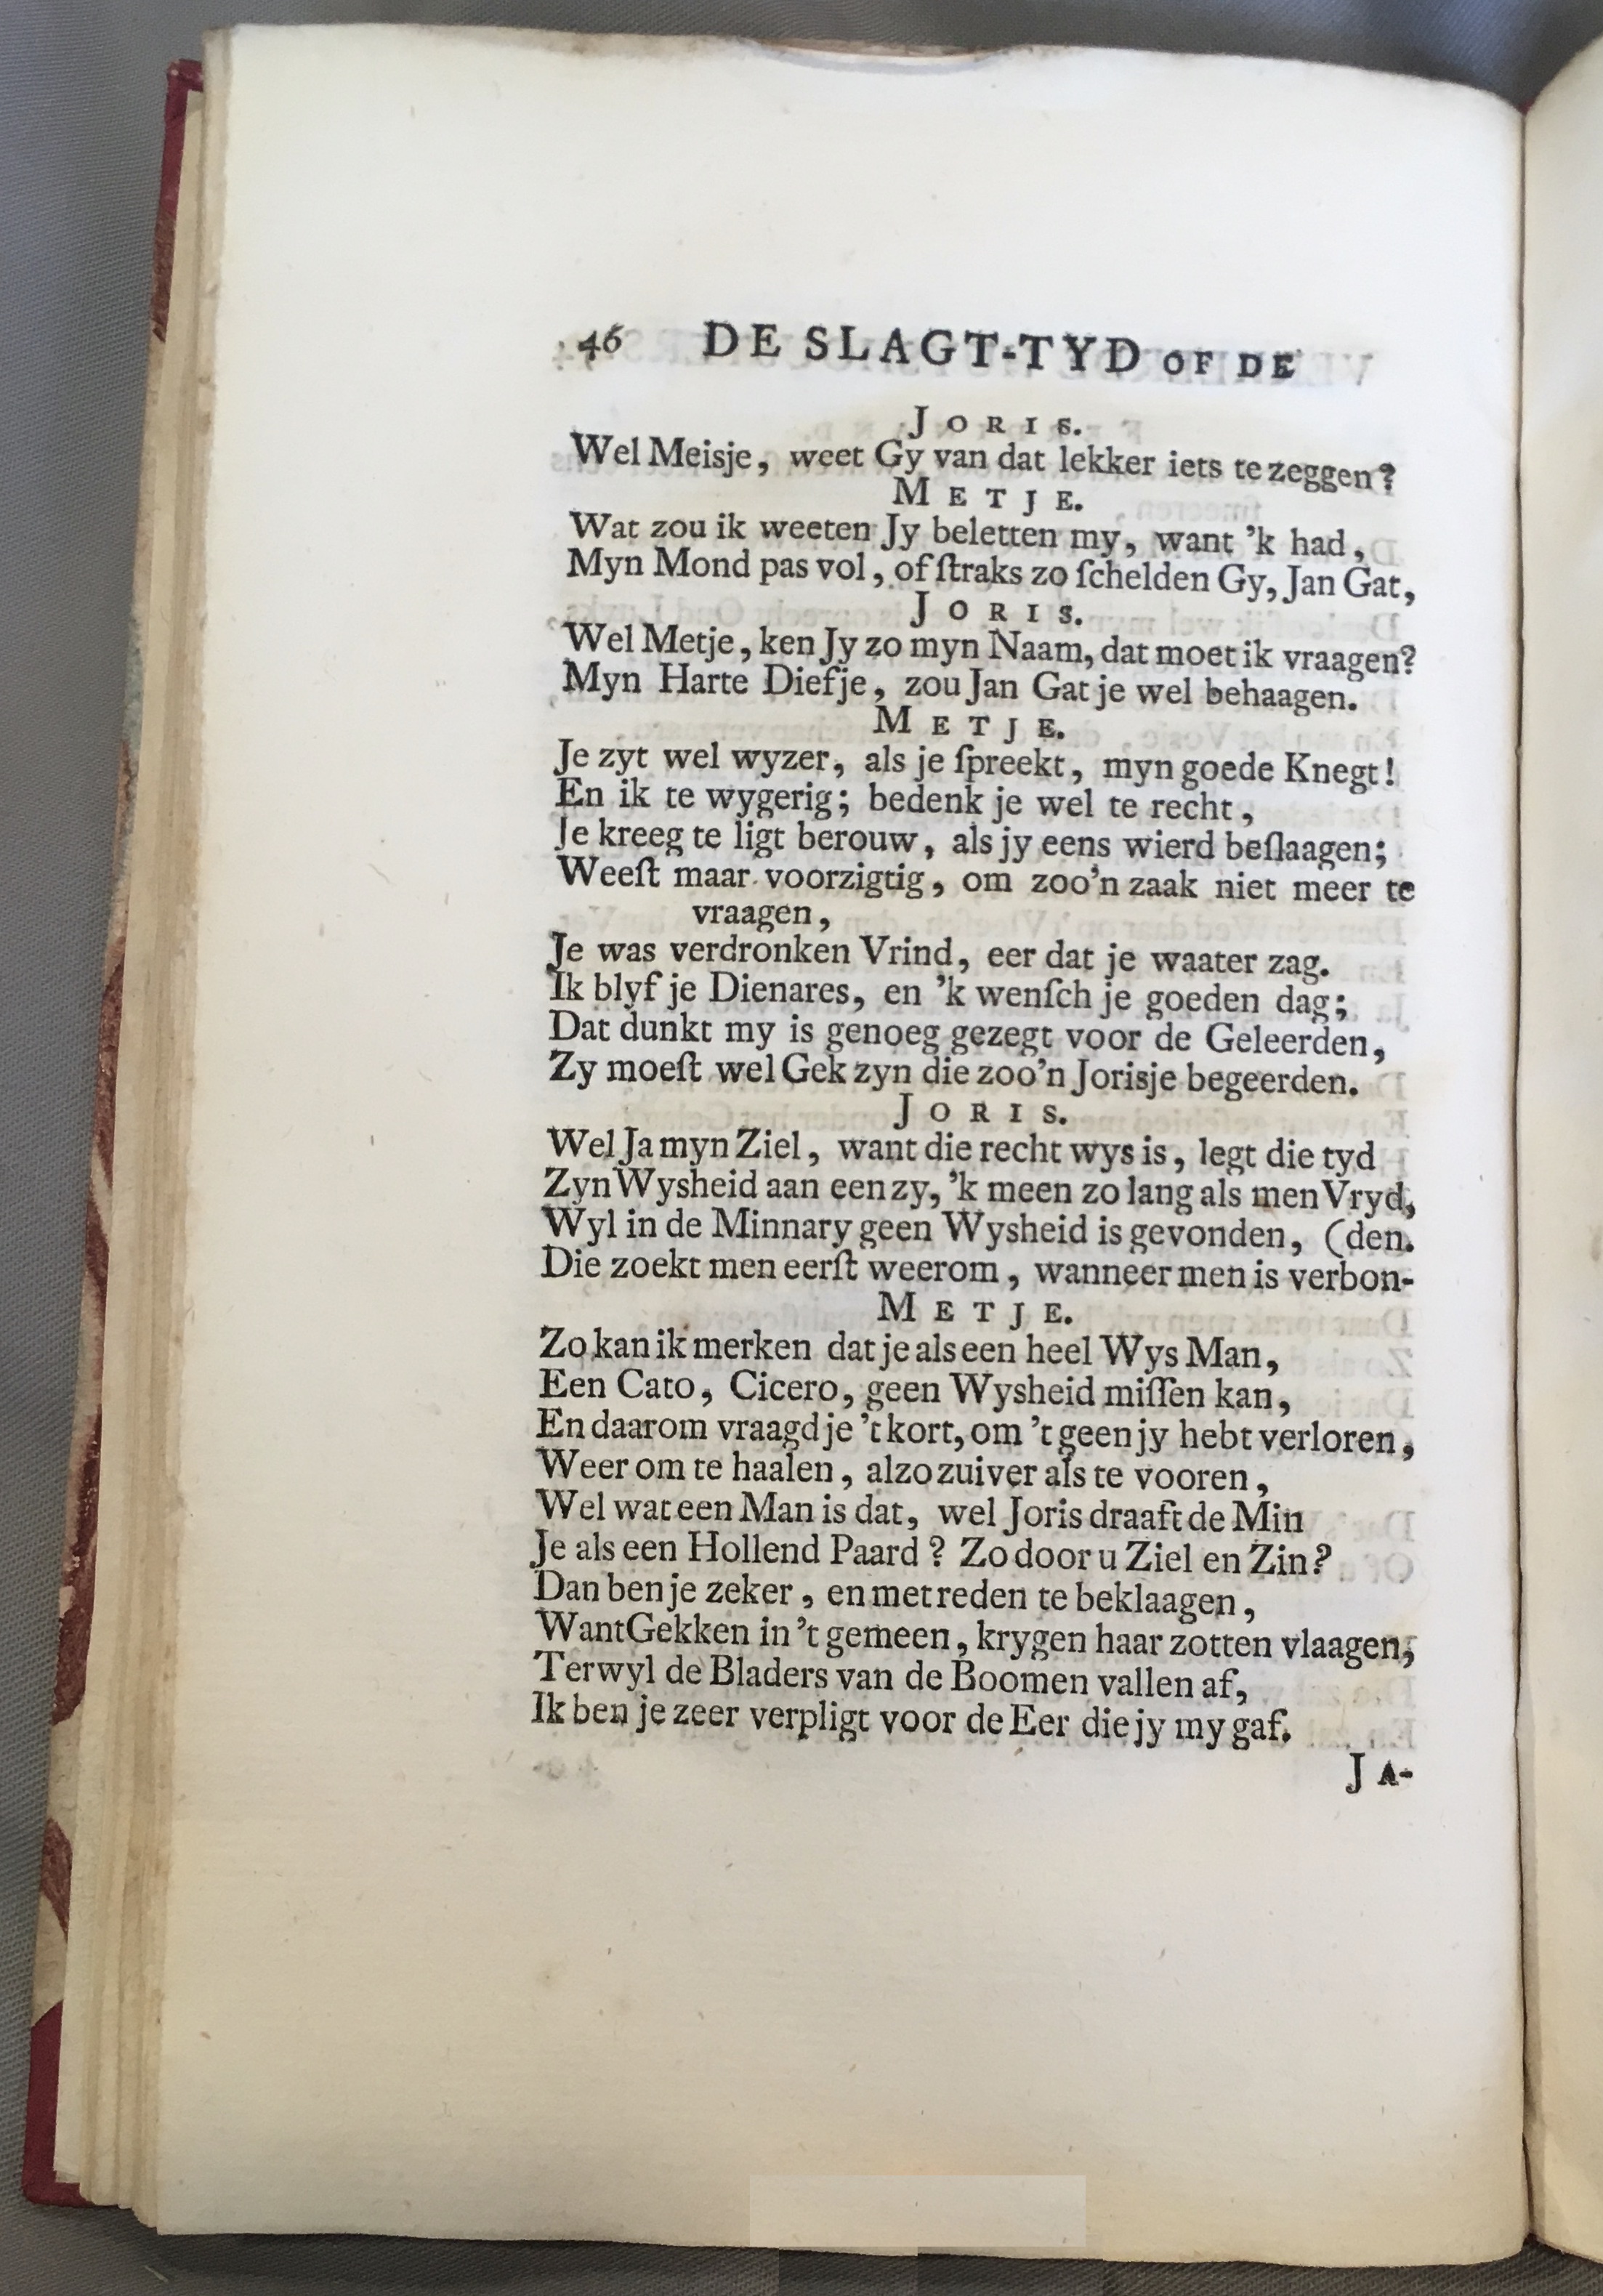 46 DE SLAGT-TYD OF DE
JORIS.
Wel Meisje, weet Gy van dat lekker iets te zeggen?
METJE.
Wat zou ik weeten Jy beletten my, want 'k had,
Myn Mond pas vol, of ſtraks zo ſchelden Gy, Jan Gat,
JORIS.
Wel Metje, ken Jy zo myn Naam, dat moet ik vraagen?
Myn Harte Diefje, zou Jan Gat je wel behaagen.
METJE.
Je zyt wel wyzer, als je ſpreekt, myn goede Knegt!
En ik te wygerig; bedenk je wel te recht,
Je kreeg te ligt berouw, als jy eens wierd beſlaagen;
Weeſt maar voorzigtig, om zoo'n zaak niet meer te
vraagen,
Je was verdronken Vrind, eer dat je waater zag.
Ik blyf je Dienares, en 'k wenſch je goeden dag;
Dat dunkt my is genoeg gezegt voor de Geleerden,
Zy moeſt wel Gek zyn die zoo'n Jorisje begeerden.
JORIS.
Wel Ja myn Ziel, want die recht wys is, legt die tyd
Zyn Wysheid aan een zy, 'k meen zo lang als men Vryd,
Wyl in de Minnary geen Wysheid is gevonden, (den.
Die zoekt men eerſt weerom, wanneer men is verbon-
METJE.
Zo kan ik merken dat je als een heel Wys Man,
Een Cato, Cicero, geen Wysheid miſſen kan,
En daarom vraagd je 't kort, om 't geen jy hebt verloren,
Weer om te haalen, alzo zuiver als te vooren,
Wel wat een Man is dat, wel Joris draaft de Min
Je als een Hollend Paard? Zo door u Ziel en Zin?
Dan ben je zeker, en met reden te beklaagen,
Want Gekken in 't gemeen, krygen haar zotten vlaagen,
Terwyl de Bladers van de Boomen vallen af,
Ik ben je zeer verpligt voor de Eer die jy my gaf.
JA-